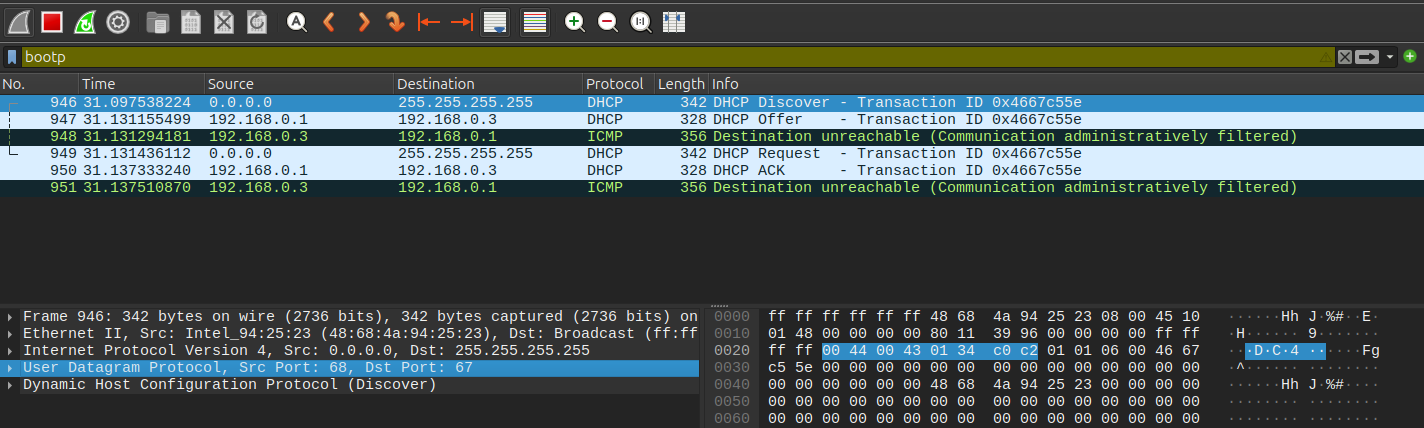 bootp
No. Time Source Destination Protocol Length Info
946 31.097538224 0.0.0.0 255.255.255.255 DHCP 342 DHCP Discover - Transaction ID 0x4667c55e
947 31.131155499 192.168.0.1 192.168.0.3 DHCP 328 DHCP Offer - Transaction ID 0x4667c55e
948 31.131294181 192.168.0.3 192.168.0.1 ICMP 356 Destination unreachable (Communication administratively filtered)
949 31.131436112 0.0.0.0 255.255.255.255 DHCP 342 DHCP Request - Transaction ID 0x4667c55e
950 31.137333240 192.168.0.1 192.168.0.3 DHCP 328 DHCP ACK - Transaction ID 0x4667c55e
951 31.137510870 192.168.0.3 192.168.0.1 ICMP 356 Destination unreachable (Communication administratively filtered)
Frame 946: 342 bytes on wire (2736 bits), 342 bytes captured (2736 bits) on
Ethernet II, Src: Intel_94:25:23 (48:68:4a:94:25:23), Dst: Broadcast (ff:ff
Internet Protocol Version 4, Src: 0.0.0.0, Dst: 255.255.255.255
User Datagram Protocol, Src Port: 68, Dst Port: 67
Dynamic Host Configuration Protocol (Discover)
0000 ff ff ff ff ff ff 48 68 4a 94 25 23 08 00 45 10 ······Hh J·%#··E·
0010 01 48 00 00 00 00 80 11 39 96 00 00 00 00 ff ff ·H······ 9·······
0020 ff ff 00 44 00 43 01 34 c0 c2 01 01 06 00 46 67 ···D·C·4 ······Fg
0030 c5 5e 00 00 00 00 00 00 00 00 00 00 00 00 00 00 ·^······ ········
0040 00 00 00 00 00 00 48 68 4a 94 25 23 00 00 00 00 ······Hh J·%#····
0050 00 00 00 00 00 00 00 00 00 00 00 00 00 00 00 00 ········ ········
0060 00 00 00 00 00 00 00 00 00 00 00 00 00 00 00 00 ········ ········